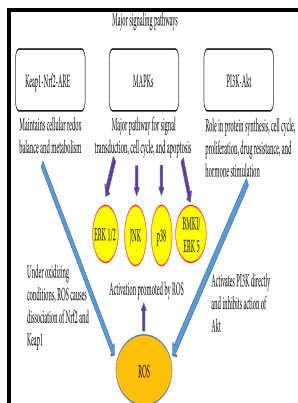 Major signaling pathways
Keap1-Nrf2-ARE
MAPKs
PI3K-Akt
Maintains cellular redox
balance and metabolism
Major pathway for signal
transduction, cell cycle, and apoptosis
Role in protein synthesis, cell cycle,
proliferation, drug resistance, and
hormone stimulation
EBK 1/2
JNK
p38
BMKI/
ERK 5
Under oxidizing
conditions, ROS causes
dissociation of Nrf2 and
Keap1
Activation promoted by ROS
Activates PI3K directly
and inhibits action of
Akt
ROS